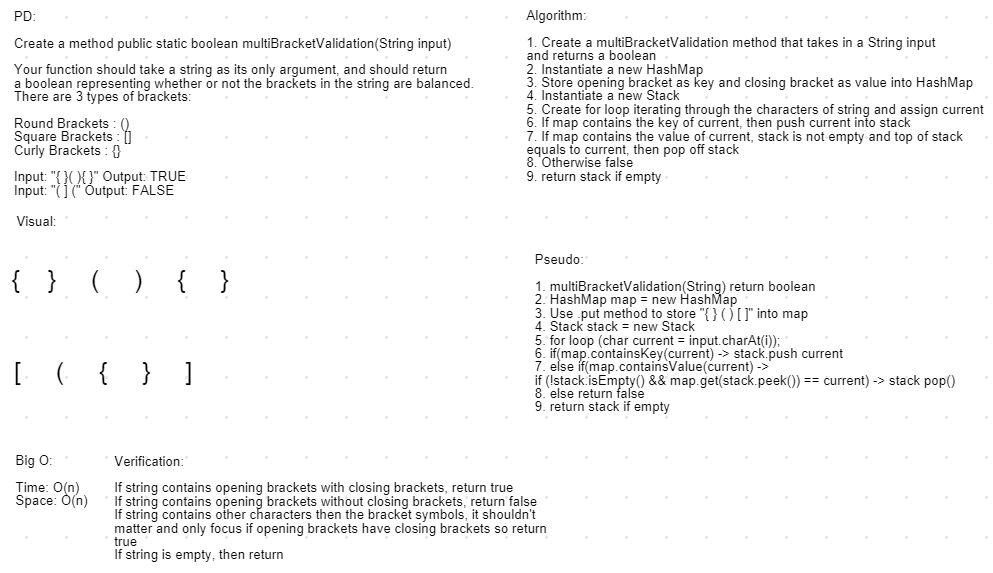 PD:
Create a method public static boolean multiBracketValidation(String input)
Your function should take a string as its only argument, and should return
a boolean representing whether or not the brackets in the string are balanced.
There are 3 types of brackets:
Round Brackets : ()
Square Brackets : []
Curly Brackets : {}
Input: "{ }( ){ }" Output: TRUE
Input: "( ] (" Output: FALSE
Visual:
{ } ( ) { }
[ ( { } ]
Big O:
Time: O(n)
Space: O(n)
Verification:
If string contains opening brackets with closing brackets, return true
If string contains opening brackets without closing brackets, return false
If string contains other characters then the bracket symbols, it shouldn't
matter and only focus if opening brackets have closing brackets so return
true
If string is empty, then return
Algorithm:
1. Create a multiBracketValidation method that takes in a String input
and returns a boolean
2. Instantiate a new HashMap
3. Store opening bracket as key and closing bracket as value into HashMap
4. Instantiate a new Stack
5. Create for loop iterating through the characters of string and assign current
6. If map contains the key of current, then push current into stack
7. If map contains the value of current, stack is not empty and top of stack
equals to current, then pop off stack
8. Otherwise false
9. return stack if empty
Pseudo:
1. multiBracketValidation(String) return boolean
2. HashMap map = new HashMap
3. Use .put method to store "{ } ( ) [ ]" into map
4. Stack stack = new Stack
5. for loop (char current = input.charAt(i));
6. if(map.containsKey(current) -> stack.push current
7. else if(map.containsValue(current) ->
if (!stack.isEmpty() && map.get(stack.peek()) == current) -> stack pop()
8. else return false
9. return stack if empty